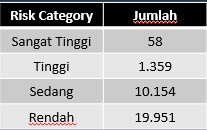 Risk Category Jumlah
Sangat Tinggi 58
Tinggi 1.359
Sedang 10.154
Rendah 19.951